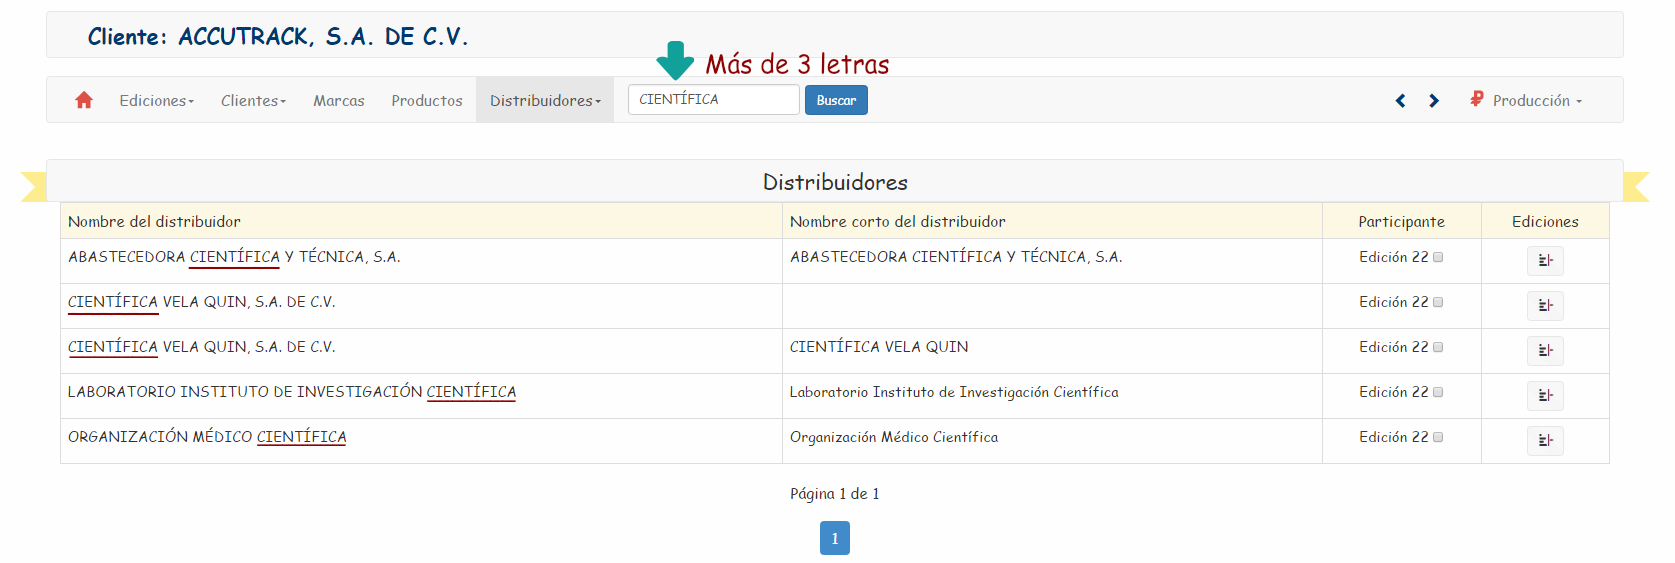 Cliente: ACCUTRACK, S.A. DE C.V.
Más de 3 letras
Ediciones Clientes Marcas Productos Distribuidores CIENTÍFICA Buscar Producción
Distribuidores
Nombre del distribuidor Nombre corto del distribuidor Participante Ediciones
ABASTECEDORA CIENTÍFICA Y TÉCNICA, S.A. ABASTECEDORA CIENTÍFICA Y TÉCNICA, S.A. Edición 22
CIENTÍFICA VELA QUIN, S.A. DE C.V. Edición 22
CIENTÍFICA VELA QUIN, S.A. DE C.V. CIENTÍFICA VELA QUIN Edición 22
LABORATORIO INSTITUTO DE INVESTIGACIÓN CIENTÍFICA Laboratorio Instituto de Investigación Científica Edición 22
ORGANIZACIÓN MÉDICO CIENTÍFICA Organización Médico Científica Edición 22
Página 1 de 1
1